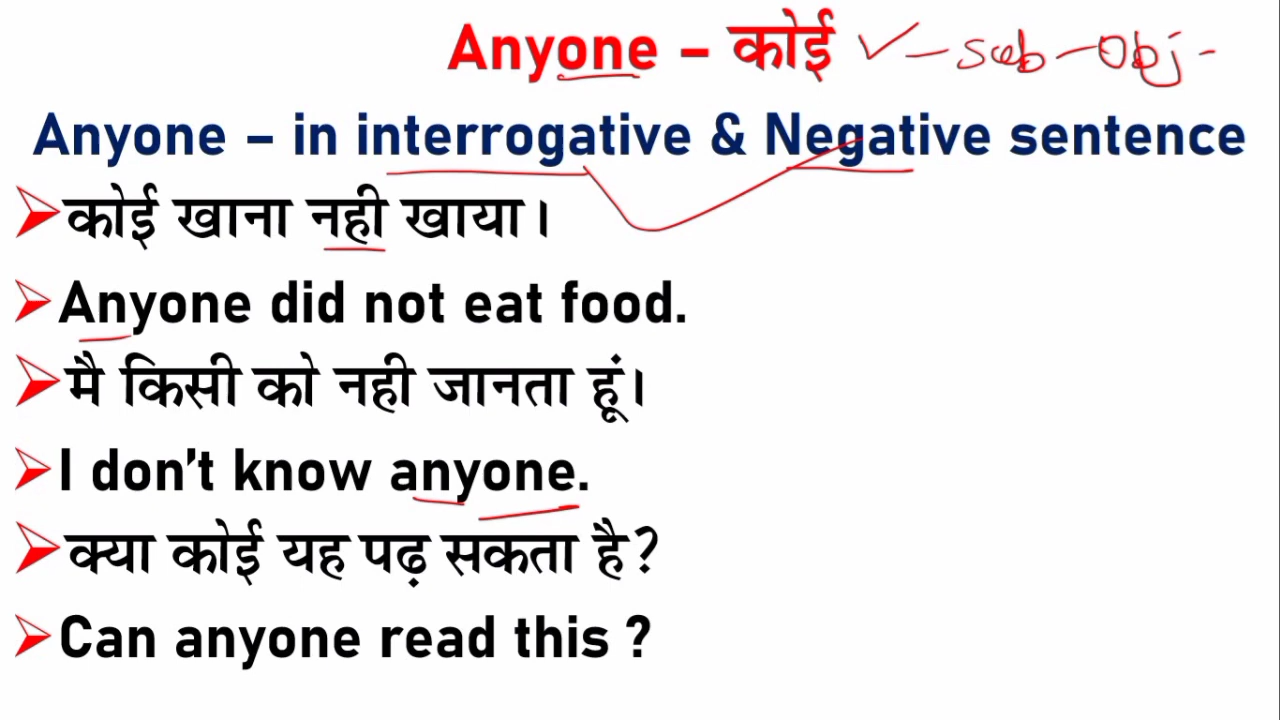 Anyone – कोई ✓ – sub – Obj -
Anyone – in interrogative & Negative sentence
कोई खाना नही खाया।
Anyone did not eat food.
मै किसी को नही जानता हूं।
I don't know anyone.
क्या कोई यह पढ़ सकता है?
Can anyone read this ?